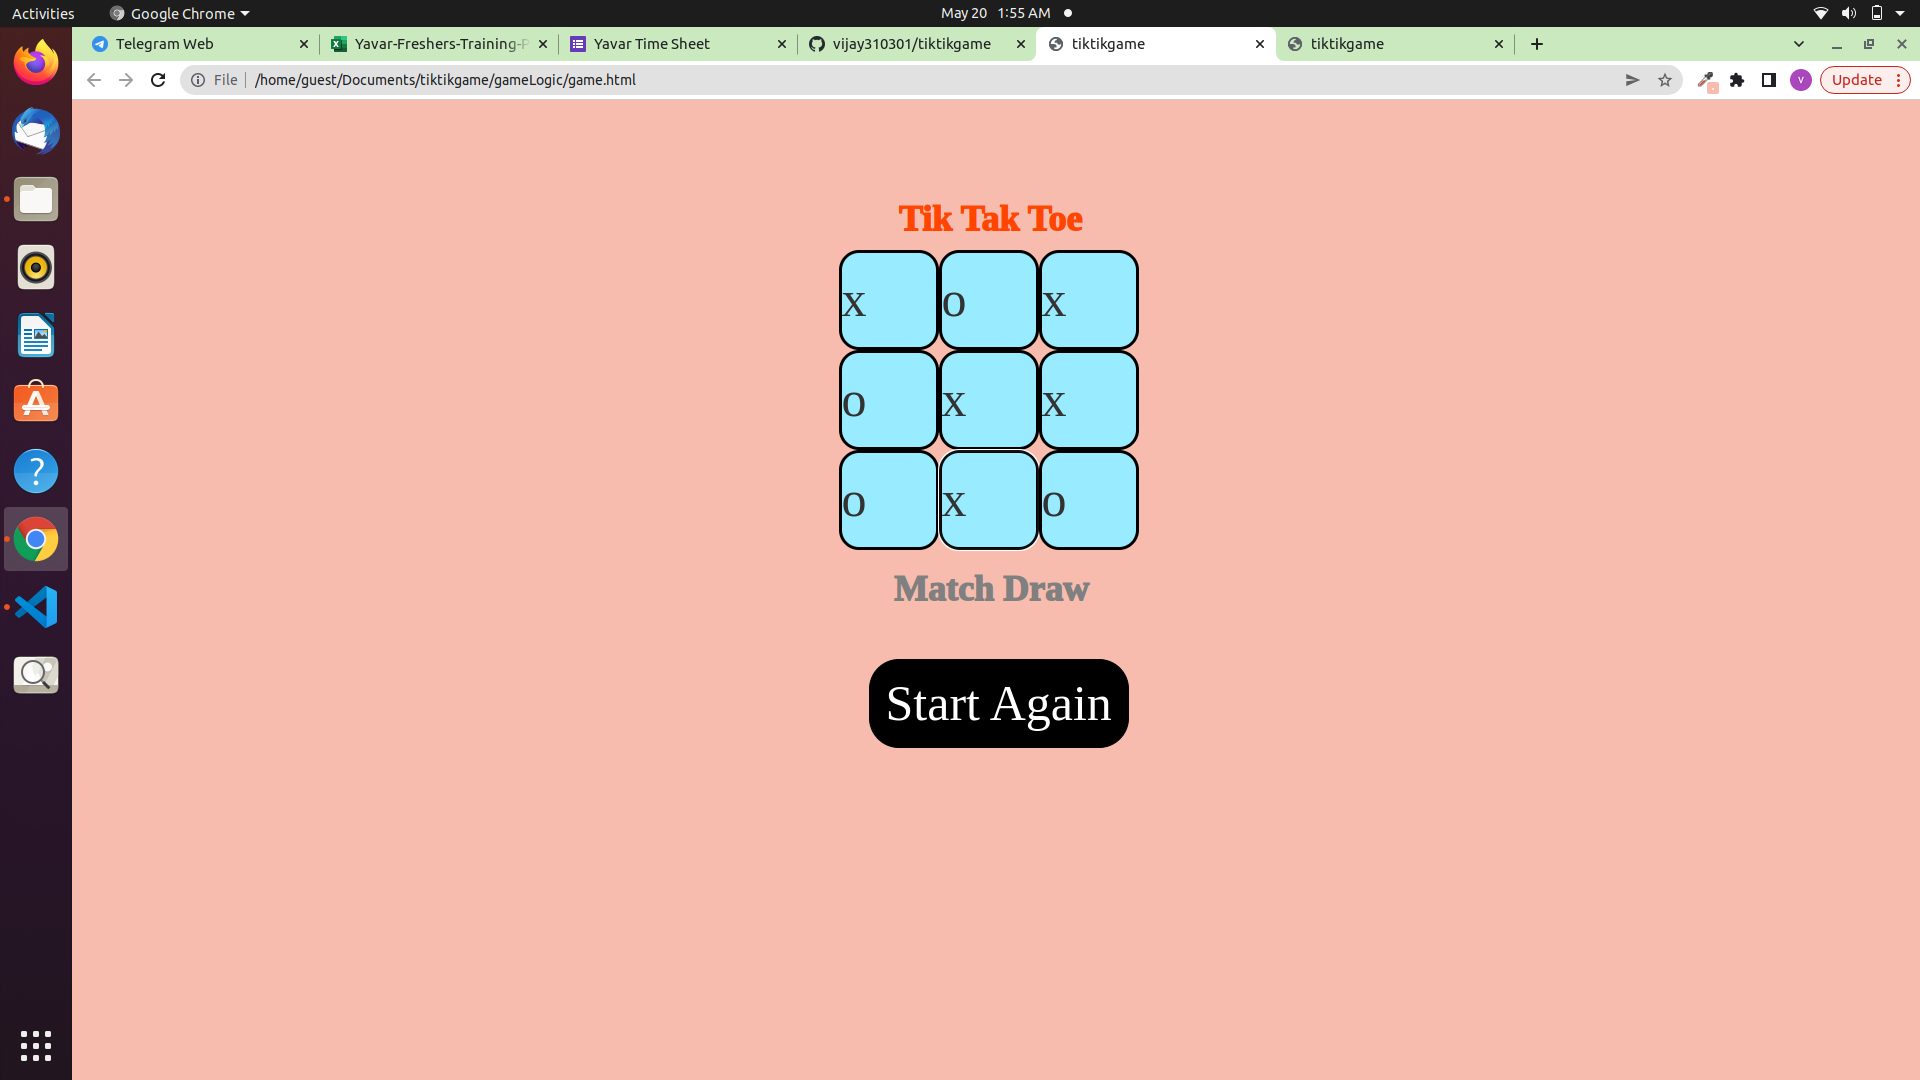 Activities Google Chrome May 20 1:55 AM
Telegram Web Yavar-Freshers-Training-P Yavar Time Sheet vijay310301/tiktikgame tiktikgame tiktikgame
File /home/guest/Documents/tiktikgame/gameLogic/game.html V Update
Tik Tak Toe
x o x
o x x
o x o
Match Draw
Start Again